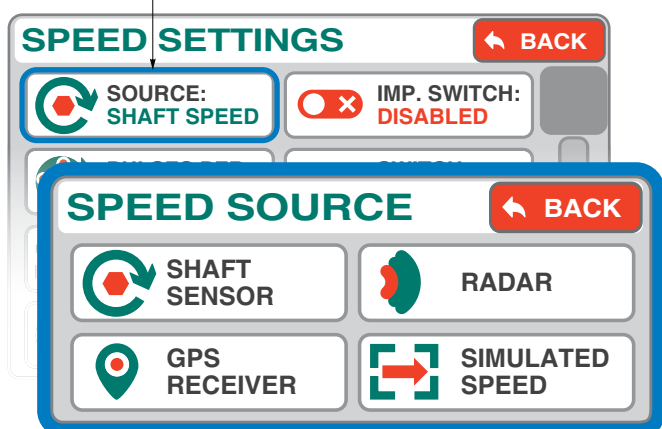 SPEED SETTINGS
BACK
SOURCE:
SHAFT SPEED
IMP. SWITCH:
DISABLED
SPEED SOURCE
BACK
SHAFT
SENSOR
RADAR
GPS
RECEIVER
SIMULATED
SPEED